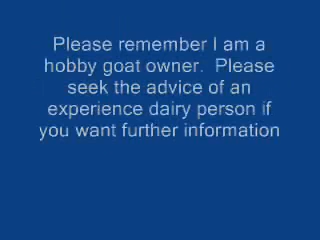 Please remember I am a
hobby goat owner.  Please
seek the advice of an
experience dairy person if
you want further information